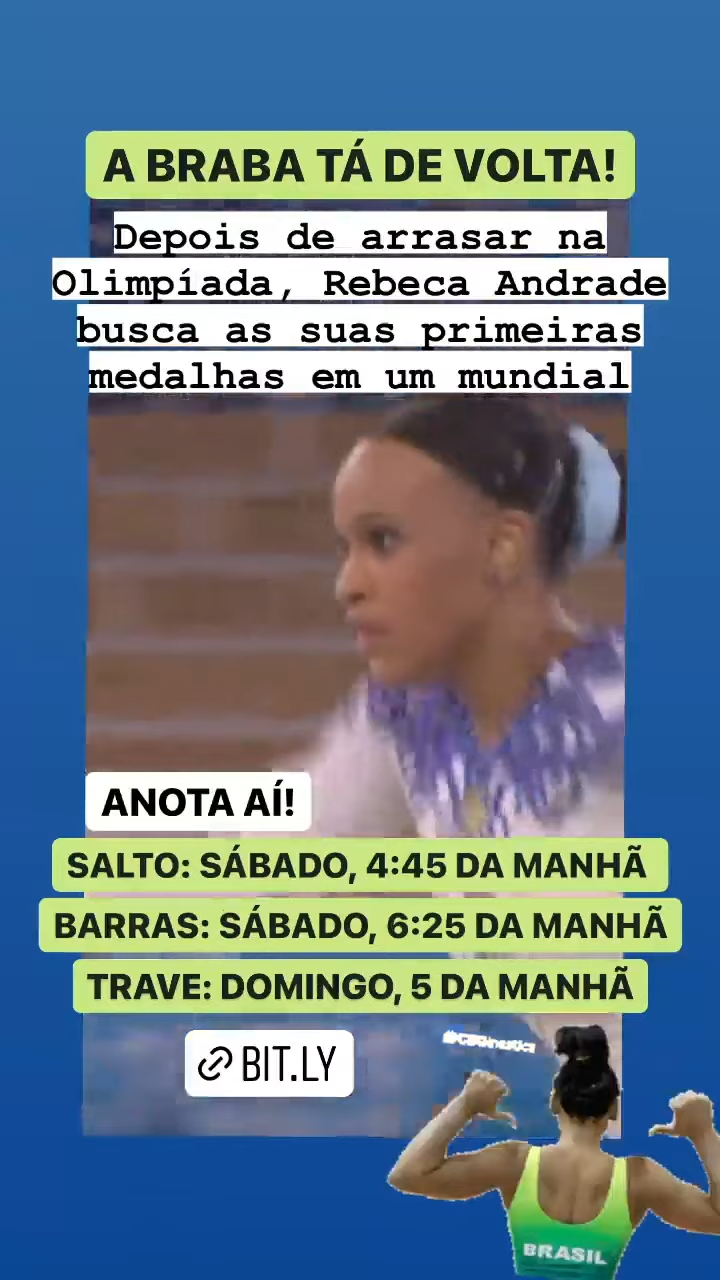 A BRABA TÁ DE VOLTA!
Depois de arrasar na
Olimpíada, Rebeca Andrade
busca as suas primeiras
medalhas em um mundial
ANOTA AÍ!
SALTO: SÁBADO, 4:45 DA MANHÃ
BARRAS: SÁBADO, 6:25 DA MANHÃ
TRAVE: DOMINGO, 5 DA MANHÃ
BIT.LY
BRASIL